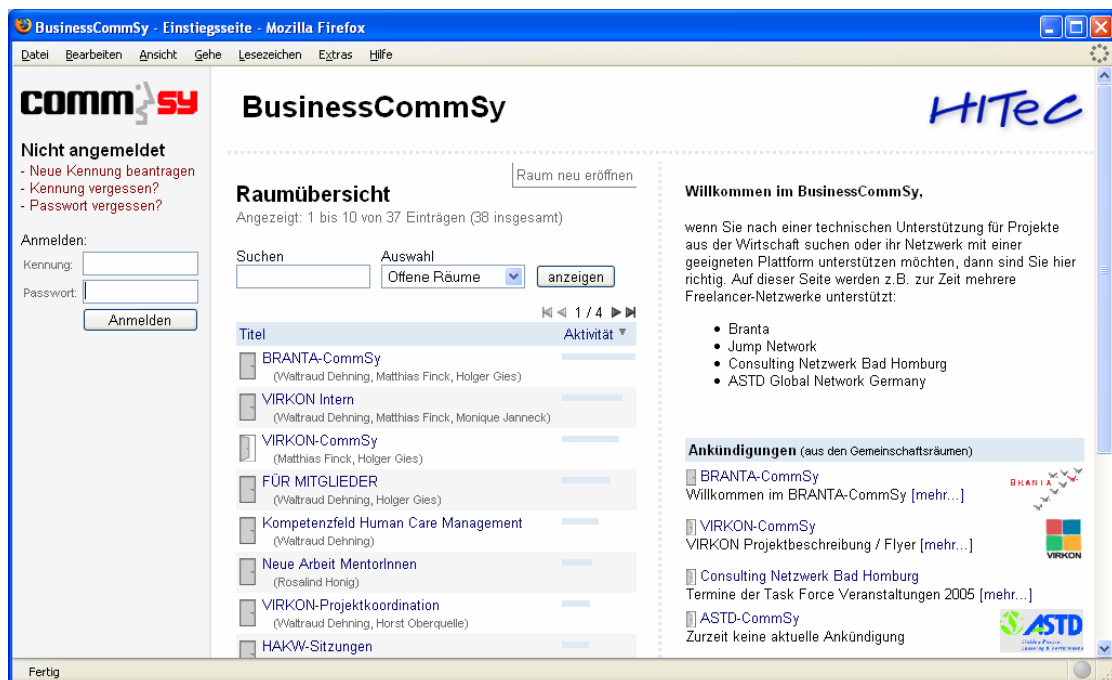 BusinessCommSy - Einstiegsseite - Mozilla Firefox
Datei Bearbeiten Ansicht Gehe Lesezeichen Extras Hilfe
commsy
Nicht angemeldet
- Neue Kennung beantragen
- Kennung vergessen?
- Passwort vergessen?
Anmelden:
Kennung:
Passwort:
Anmelden
BusinessCommSy
HITeC
Raum neu eröffnen
Raumübersicht
Angezeigt: 1 bis 10 von 37 Einträgen (38 insgesamt)
Suchen Auswahl
Offene Räume anzeigen
1 / 4
Titel Aktivität
BRANTA-CommSy
(Waltraud Dehning, Matthias Finck, Holger Gies)
VIRKON Intern
(Waltraud Dehning, Matthias Finck, Monique Janneck)
VIRKON-CommSy
(Matthias Finck, Holger Gies)
FÜR MITGLIEDER
(Waltraud Dehning, Holger Gies)
Kompetenzfeld Human Care Management
(Waltraud Dehning)
Neue Arbeit MentorInnen
(Rosalind Honig)
VIRKON-Projektkoordination
(Waltraud Dehning, Horst Oberquelle)
HAKW-Sitzungen
Willkommen im BusinessCommSy,
wenn Sie nach einer technischen Unterstützung für Projekte
aus der Wirtschaft suchen oder ihr Netzwerk mit einer
geeigneten Plattform unterstützen möchten, dann sind Sie hier
richtig. Auf dieser Seite werden z.B. zur Zeit mehrere
Freelancer-Netzwerke unterstützt:
• Branta
• Jump Network
• Consulting Netzwerk Bad Homburg
• ASTD Global Network Germany
Ankündigungen (aus den Gemeinschaftsräumen)
BRANTA-CommSy
Willkommen im BRANTA-CommSy [mehr...]
BRANTA
VIRKON-CommSy
VIRKON Projektbeschreibung / Flyer [mehr...]
VIRKON
Consulting Netzwerk Bad Homburg
Termine der Task Force Veranstaltungen 2005 [mehr...]
ASTD-CommSy
Zurzeit keine aktuelle Ankündigung
ASTD
Fertig